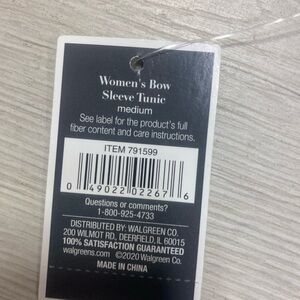 Women's Bow
Sleeve Tunic
medium
See label for the product's full
fiber content and care instructions.
ITEM 791599
0 49022 02267 6
Questions or comments?
1-800-925-4733
DISTRIBUTED BY: WALGREEN CO.
200 WILMOT RD., DEERFIELD, IL 60015
100% SATISFACTION GUARANTEED
walgreens.com ©2020 Walgreen Co.
MADE IN CHINA